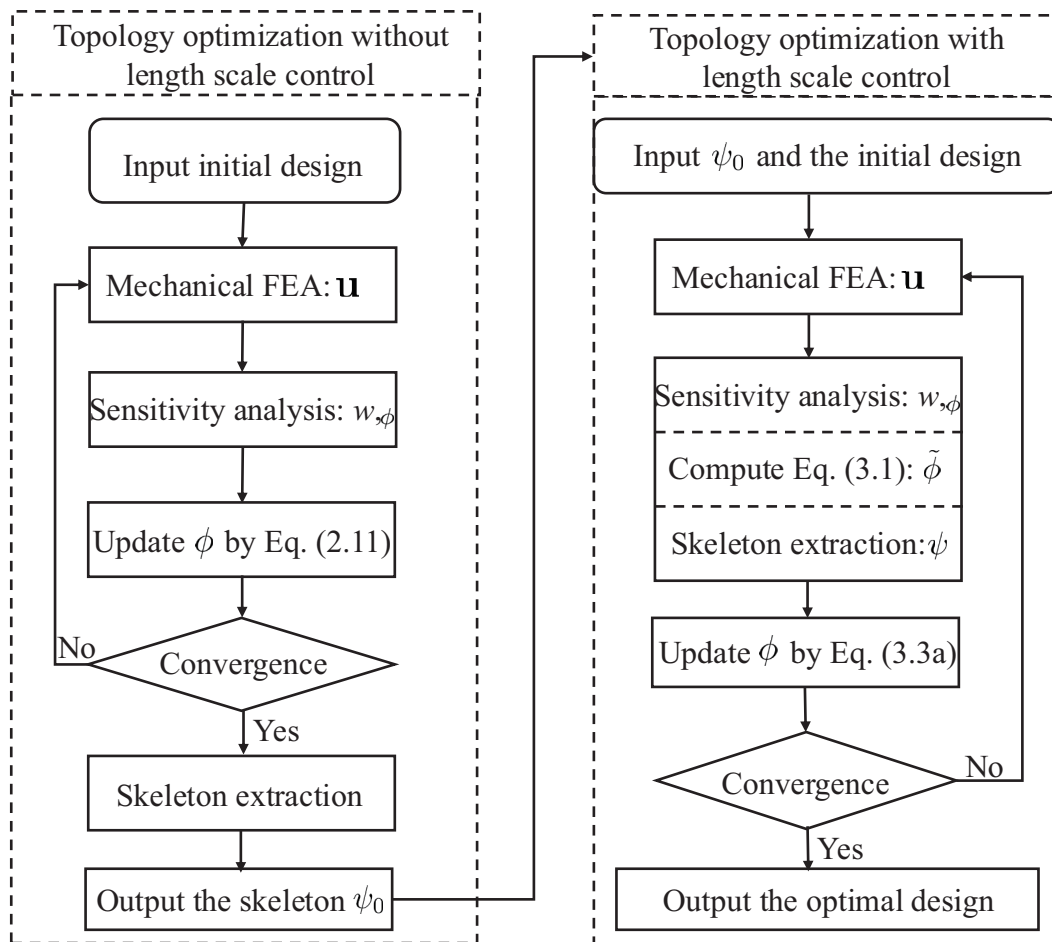 Topology optimization without
length scale control
Input initial design
Mechanical FEA: u
Sensitivity analysis: w,ϕ
Update ϕ by Eq. (2.11)
No
Convergence
Yes
Skeleton extraction
Output the skeleton ψ0
Topology optimization with
length scale control
Input ψ0 and the initial design
Mechanical FEA: u
Sensitivity analysis: w,ϕ
Compute Eq. (3.1): ϕ̃
Skeleton extraction:ψ
Update ϕ by Eq. (3.3a)
Convergence
No
Yes
Output the optimal design